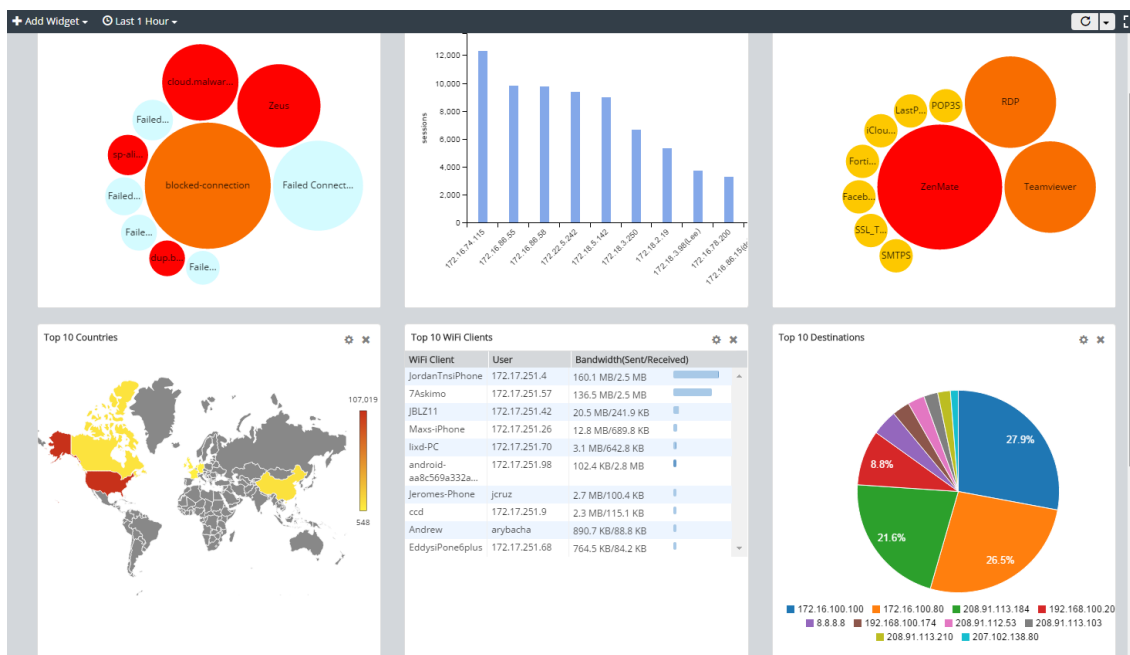 Add Widget
Last 1 Hour
cloud.malwar...
Zeus
Failed...
sp-ali...
blocked-connection
Failed Connect...
Failed...
Faile...
dup.b...
Faile...
sessions
12,000
10,000
8,000
6,000
4,000
2,000
0
172.16.74.115
172.16.86.55
172.16.86.58
172.22.5.242
172.18.5.142
172.18.3.250
172.18.2.19
172.18.3.98(Lee)
172.16.78.200
POP3S
RDP
LastP...
iClou...
Forti...
ZenMate
Teamviewer
Faceb...
SSL_T...
SMTPS
Top 10 Countries
107,019
548
Top 10 WiFi Clients
WiFi Client User Bandwidth(Sent/Received)
JordanTnsiPhone 172.17.251.4 160.1 MB/2.5 MB
7Askimo 172.17.251.57 136.5 MB/2.5 MB
JBLZ11 172.17.251.42 20.5 MB/241.9 KB
Maxs-iPhone 172.17.251.26 12.8 MB/689.8 KB
lixd-PC 172.17.251.70 3.1 MB/642.8 KB
android- 172.17.251.98 102.4 KB/2.8 MB
aa8c569a332a...
Jeromes-Phone jcruz 2.7 MB/100.4 KB
ccd 172.17.251.9 2.3 MB/115.1 KB
Andrew arybacha 890.7 KB/88.8 KB
EddysiPone6plus 172.17.251.68 764.5 KB/84.2 KB
Top 10 Destinations
27.9%
8.8%
21.6%
26.5%
172.16.100.100 172.16.100.80 208.91.113.184 192.168.100.20
8.8.8.8 192.168.100.174 208.91.112.53 208.91.113.103
208.91.113.210 207.102.138.80